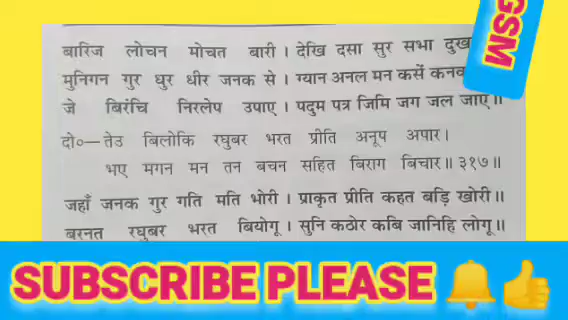 बारिज लोचन मोचत बारी । देखि दसा सुर सभा
मुनिगन गुर धुर धीर जनक से । ग्यान अनल मन कसें
जे बिरंचि निरलेप उपाए । पदुम पत्र जिमि जग जल जाए॥
दो०— तेउ बिलोकि रघुबर भरत प्रीति अनूप अपार।
भए मगन मन तन बचन सहित बिराग बिचार॥३१७॥
जहाँ जनक गुर गति मति भोरी । प्राकृत प्रीति कहत बड़ि खोरी॥
बरनत रघुबर भरत बियोगू । सुनि कठोर कबि जानिहि लोगू॥
GSM
SUBSCRIBE PLEASE